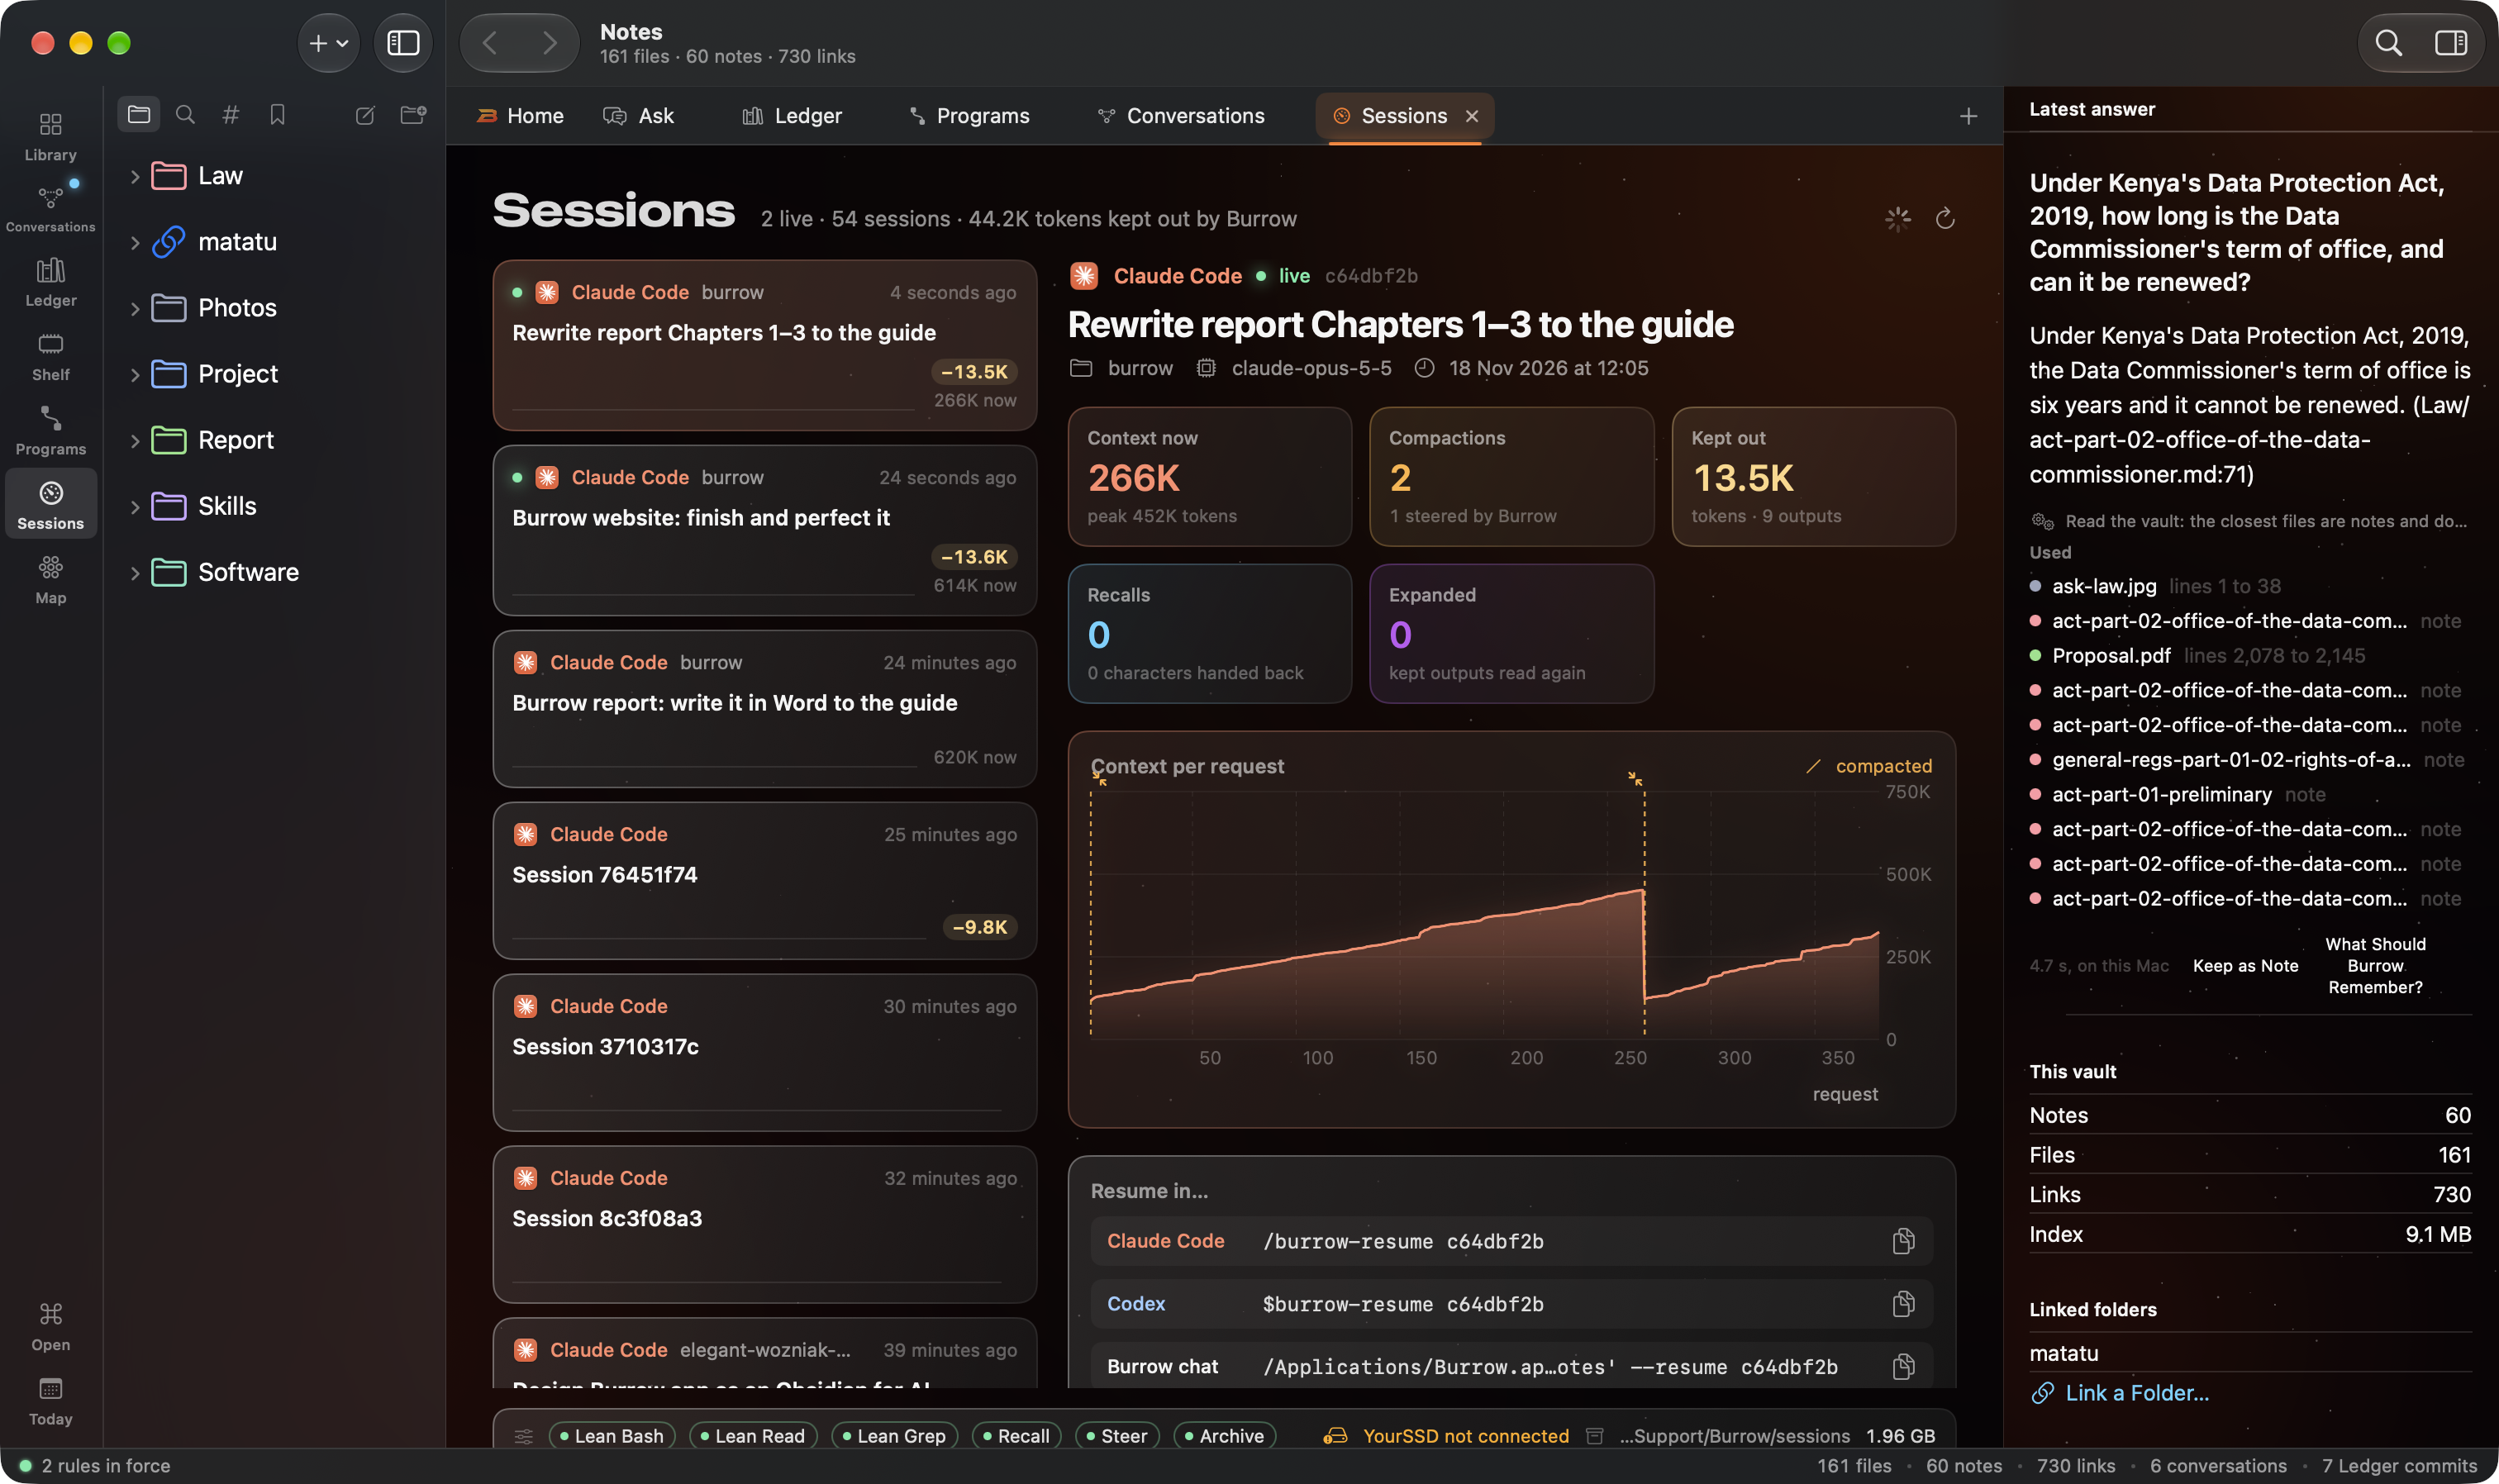 Notes
161 files · 60 notes · 730 links
Library
Conversations
Ledger
Shelf
Programs
Sessions
Map
Open
Today
Law
matatu
Photos
Project
Report
Skills
Software
Home
Ask
Ledger
Programs
Conversations
Sessions
Sessions
2 live · 54 sessions · 44.2K tokens kept out by Burrow
Claude Code burrow 4 seconds ago
Rewrite report Chapters 1–3 to the guide
−13.5K
266K now
Claude Code burrow 24 seconds ago
Burrow website: finish and perfect it
−13.6K
614K now
Claude Code burrow 24 minutes ago
Burrow report: write it in Word to the guide
620K now
Claude Code 25 minutes ago
Session 76451f74
−9.8K
Claude Code 30 minutes ago
Session 3710317c
Claude Code 32 minutes ago
Session 8c3f08a3
Claude Code elegant-wozniak-... 39 minutes ago
Design Burrow app as an Obsidian for AI
Claude Code live c64dbf2b
Rewrite report Chapters 1–3 to the guide
burrow claude-opus-5-5 18 Nov 2026 at 12:05
Context now
266K
peak 452K tokens
Compactions
2
1 steered by Burrow
Kept out
13.5K
tokens · 9 outputs
Recalls
0
0 characters handed back
Expanded
0
kept outputs read again
Context per request
compacted
750K
500K
250K
0
50 100 150 200 250 300 350
request
Resume in...
Claude Code /burrow-resume c64dbf2b
Codex $burrow-resume c64dbf2b
Burrow chat /Applications/Burrow.ap…otes' --resume c64dbf2b
Lean Bash
Lean Read
Lean Grep
Recall
Steer
Archive
YourSSD not connected
...Support/Burrow/sessions 1.96 GB
Latest answer
Under Kenya's Data Protection Act,
2019, how long is the Data
Commissioner's term of office, and
can it be renewed?
Under Kenya's Data Protection Act, 2019,
the Data Commissioner's term of office is
six years and it cannot be renewed. (Law/
act-part-02-office-of-the-data-
commissioner.md:71)
Read the vault: the closest files are notes and do...
Used
ask-law.jpg lines 1 to 38
act-part-02-office-of-the-data-com... note
Proposal.pdf lines 2,078 to 2,145
act-part-02-office-of-the-data-com... note
act-part-02-office-of-the-data-com... note
general-regs-part-01-02-rights-of-a... note
act-part-01-preliminary note
act-part-02-office-of-the-data-com... note
act-part-02-office-of-the-data-com... note
act-part-02-office-of-the-data-com... note
4.7 s, on this Mac
Keep as Note
What Should
Burrow
Remember?
This vault
Notes 60
Files 161
Links 730
Index 9.1 MB
Linked folders
matatu
Link a Folder...
2 rules in force
161 files · 60 notes · 730 links · 6 conversations · 7 Ledger commits